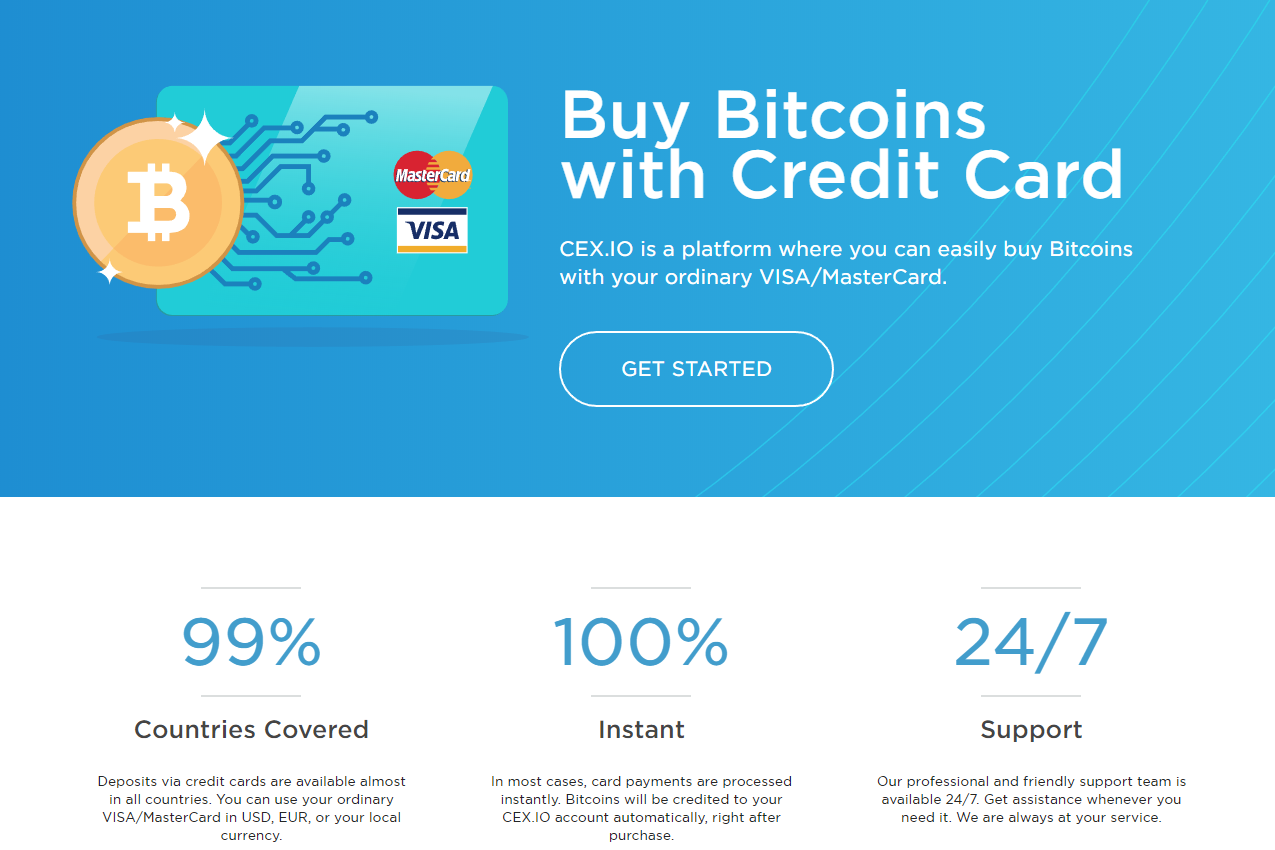 Buy Bitcoins
with Credit Card
MasterCard
VISA
CEX.IO is a platform where you can easily buy Bitcoins
with your ordinary VISA/MasterCard.
GET STARTED
99%
Countries Covered
Deposits via credit cards are available almost
in all countries. You can use your ordinary
VISA/MasterCard in USD, EUR, or your local
currency.
100%
Instant
In most cases, card payments are processed
instantly. Bitcoins will be credited to your
CEX.IO account automatically, right after
purchase.
24/7
Support
Our professional and friendly support team is
available 24/7. Get assistance whenever you
need it. We are always at your service.